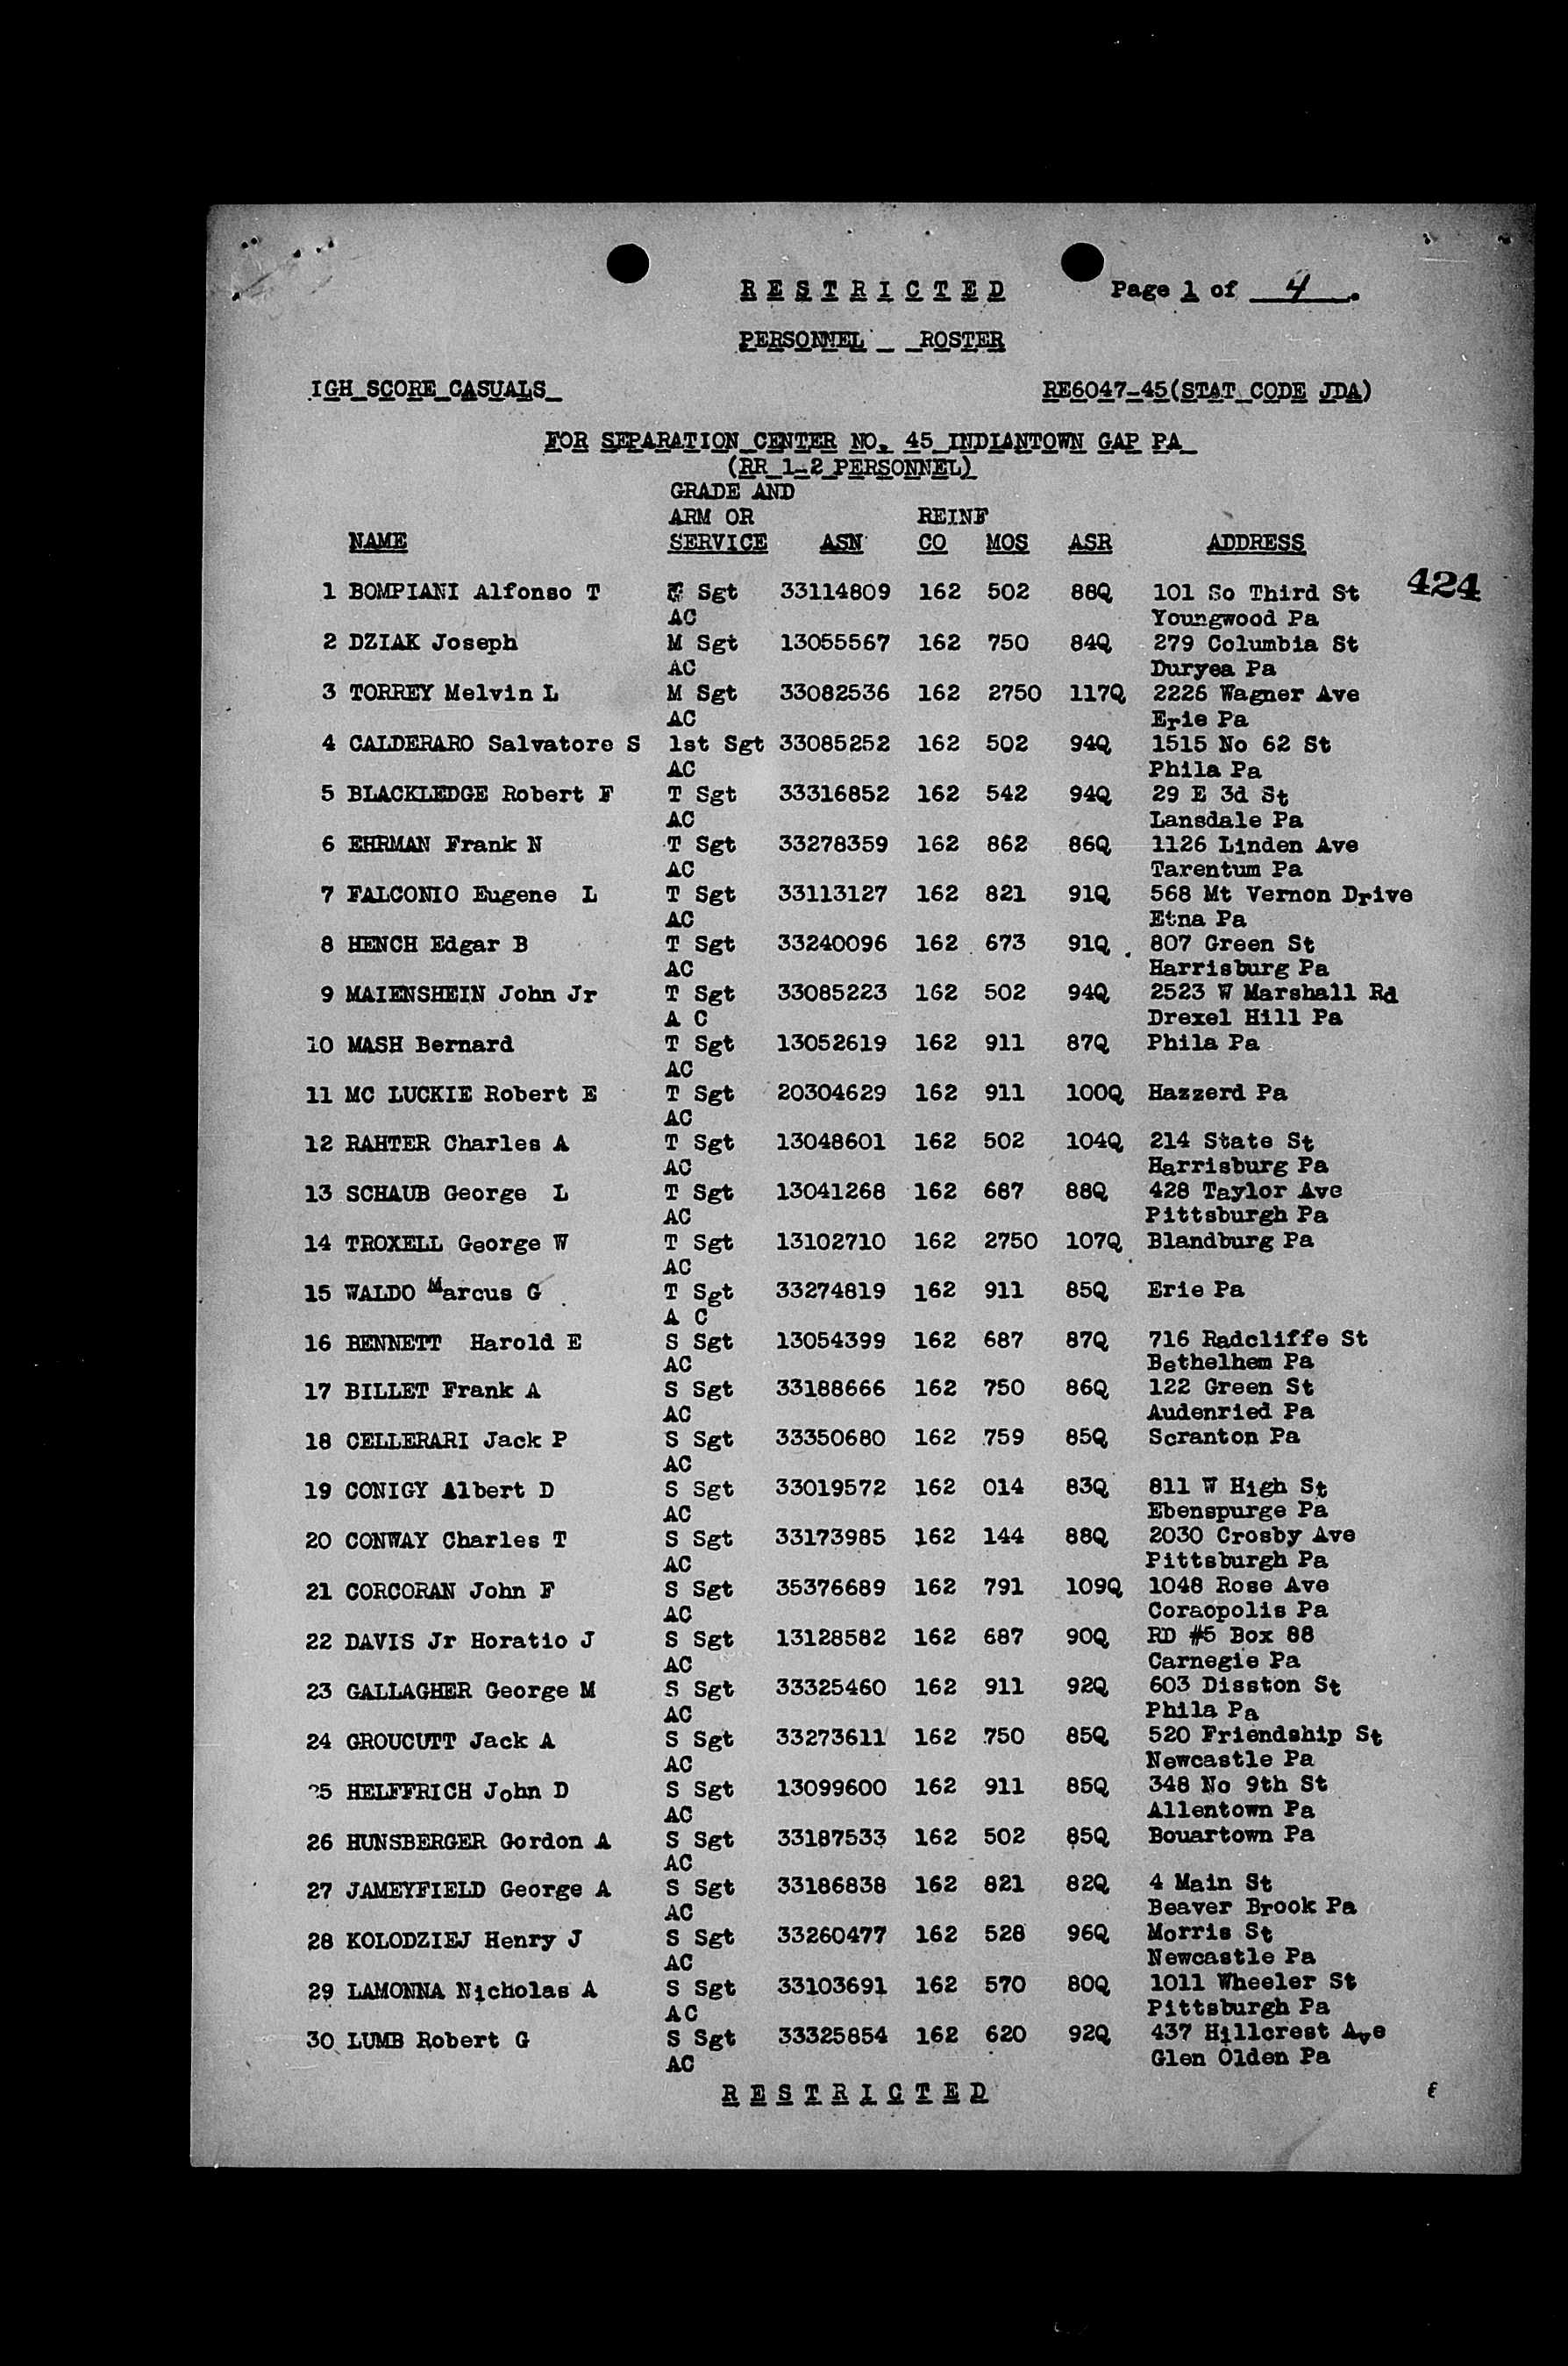 RESTRICTED Page 1 of 4.
PERSONNEL ROSTER
IGH SCORE CASUALS RE6047-45(STAT CODE JDA)
FOR SEPARATION CENTER NO. 45 INDIANTOWN GAP PA
(RR 1-2 PERSONNEL)
GRADE AND
ARM OR REINF
NAME SERVICE ASN CO MOS ASR ADDRESS
1 BOMPIANI Alfonso T Sgt 33114809 162 502 88Q 101 So Third St 424
AC Youngwood Pa
2 DZIAK Joseph M Sgt 13055567 162 750 84Q 279 Columbia St
AC Duryea Pa
3 TORREY Melvin L M Sgt 33082536 162 2750 117Q 2226 Wagner Ave
AC Erie Pa
4 CALDERARO Salvatore S 1st Sgt 33085252 162 502 94Q 1515 No 62 St
AC Phila Pa
5 BLACKLEDGE Robert F T Sgt 33316852 162 542 94Q 29 E 3d St
AC Lansdale Pa
6 EHRMAN Frank N T Sgt 33278359 162 862 86Q 1126 Linden Ave
AC Tarentum Pa
7 FALCONIO Eugene L T Sgt 33113127 162 821 91Q 568 Mt Vernon Drive
AC Etna Pa
8 HENCH Edgar B T Sgt 33240096 162 673 91Q 807 Green St
AC Harrisburg Pa
9 MAIENSHEIN John Jr T Sgt 33085223 162 502 94Q 2523 W Marshall Rd
A C Drexel Hill Pa
10 MASH Bernard T Sgt 13052619 162 911 87Q Phila Pa
AC
11 MC LUCKIE Robert E T Sgt 20304629 162 911 100Q Hazzerd Pa
AC
12 RAHTER Charles A T Sgt 13048601 162 502 104Q 214 State St
AC Harrisburg Pa
13 SCHAUB George L T Sgt 13041268 162 687 88Q 428 Taylor Ave
AC Pittsburgh Pa
14 TROXELL George W T Sgt 13102710 162 2750 107Q Blandburg Pa
AC
15 WALDO Marcus G T Sgt 33274819 162 911 85Q Erie Pa
A C
16 BENNETT Harold E S Sgt 13054399 162 687 87Q 716 Radcliffe St
AC Bethelhem Pa
17 BILLET Frank A S Sgt 33188666 162 750 86Q 122 Green St
AC Audenried Pa
18 CELLERARI Jack P S Sgt 33350680 162 759 85Q Scranton Pa
AC
19 CONIGY Albert D S Sgt 33019572 162 014 83Q 811 W High St
AC Ebenspurge Pa
20 CONWAY Charles T S Sgt 33173985 162 144 88Q 2030 Crosby Ave
AC Pittsburgh Pa
21 CORCORAN John F S Sgt 35376689 162 791 109Q 1048 Rose Ave
AC Coraopolis Pa
22 DAVIS Jr Horatio J S Sgt 13128582 162 687 90Q RD #5 Box 88
AC Carnegie Pa
23 GALLAGHER George M S Sgt 33325460 162 911 92Q 603 Disston St
AC Phila Pa
24 GROUCUTT Jack A S Sgt 33273611 162 750 85Q 520 Friendship St
AC Newcastle Pa
25 HELFFRICH John D S Sgt 13099600 162 911 85Q 348 No 9th St
AC Allentown Pa
26 HUNSBERGER Gordon A S Sgt 33187533 162 502 85Q Bouartown Pa
AC
27 JAMEYFIELD George A S Sgt 33186838 162 821 82Q 4 Main St
AC Beaver Brook Pa
28 KOLODZIEJ Henry J S Sgt 33260477 162 528 96Q Morris St
AC Newcastle Pa
29 LAMONNA Nicholas A S Sgt 33103691 162 570 80Q 1011 Wheeler St
AC Pittsburgh Pa
30 LUMB Robert G S Sgt 33325854 162 620 92Q 437 Hillcrest Ave
AC Glen Olden Pa
RESTRICTED